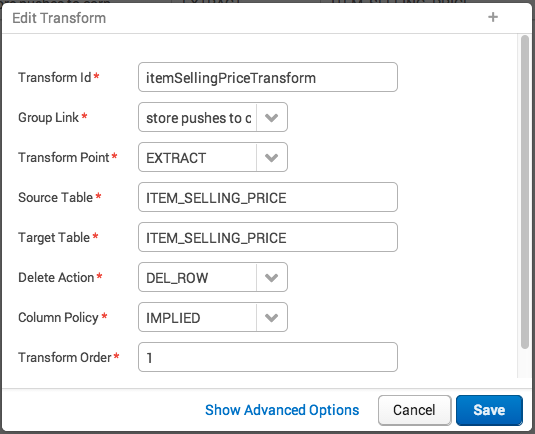 Edit Transform +
Transform Id * itemSellingPriceTransform
Group Link * store pushes to c
Transform Point * EXTRACT
Source Table * ITEM_SELLING_PRICE
Target Table * ITEM_SELLING_PRICE
Delete Action * DEL_ROW
Column Policy * IMPLIED
Transform Order * 1
Show Advanced Options Cancel Save